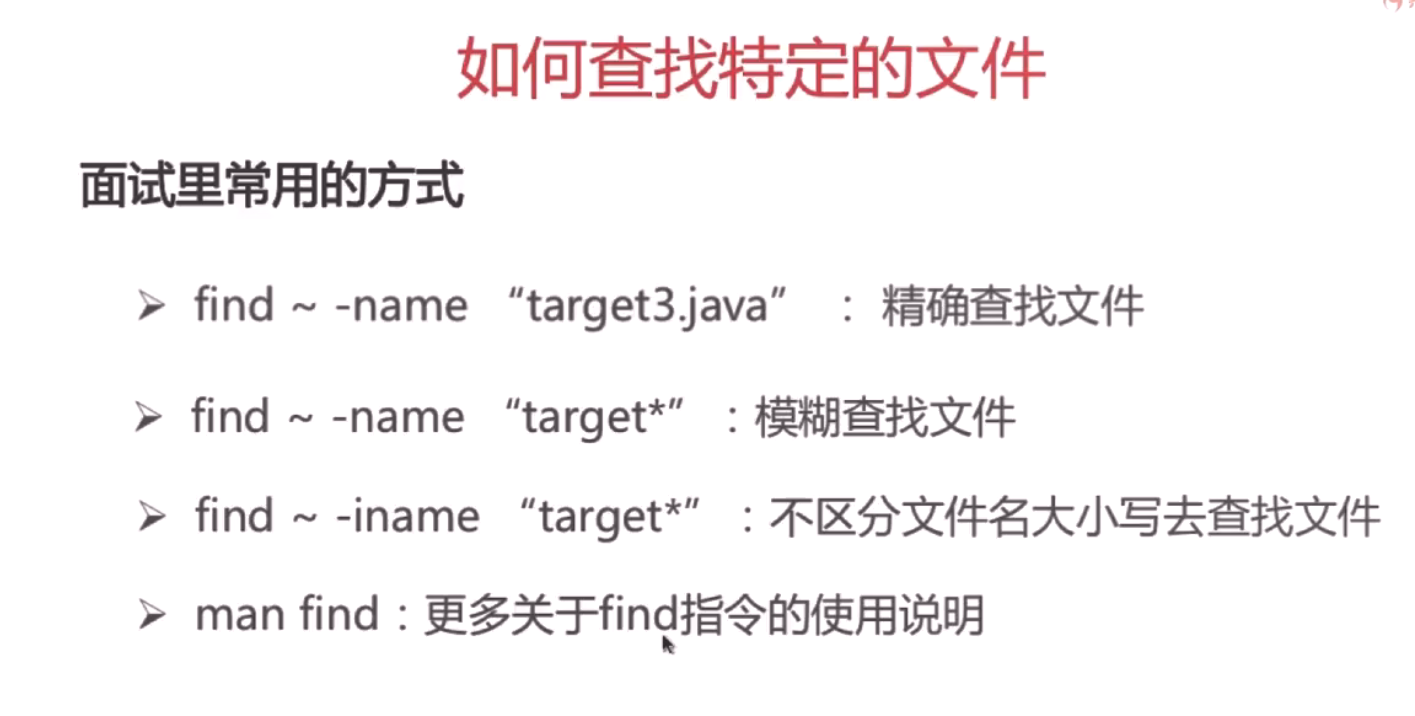 如何查找特定的文件
面试里常用的方式
➢ find ~ -name “target3.java” : 精确查找文件
➢ find ~ -name “target*” : 模糊查找文件
➢ find ~ -iname “target*” : 不区分文件名大小写去查找文件
➢ man find : 更多关于find指令的使用说明